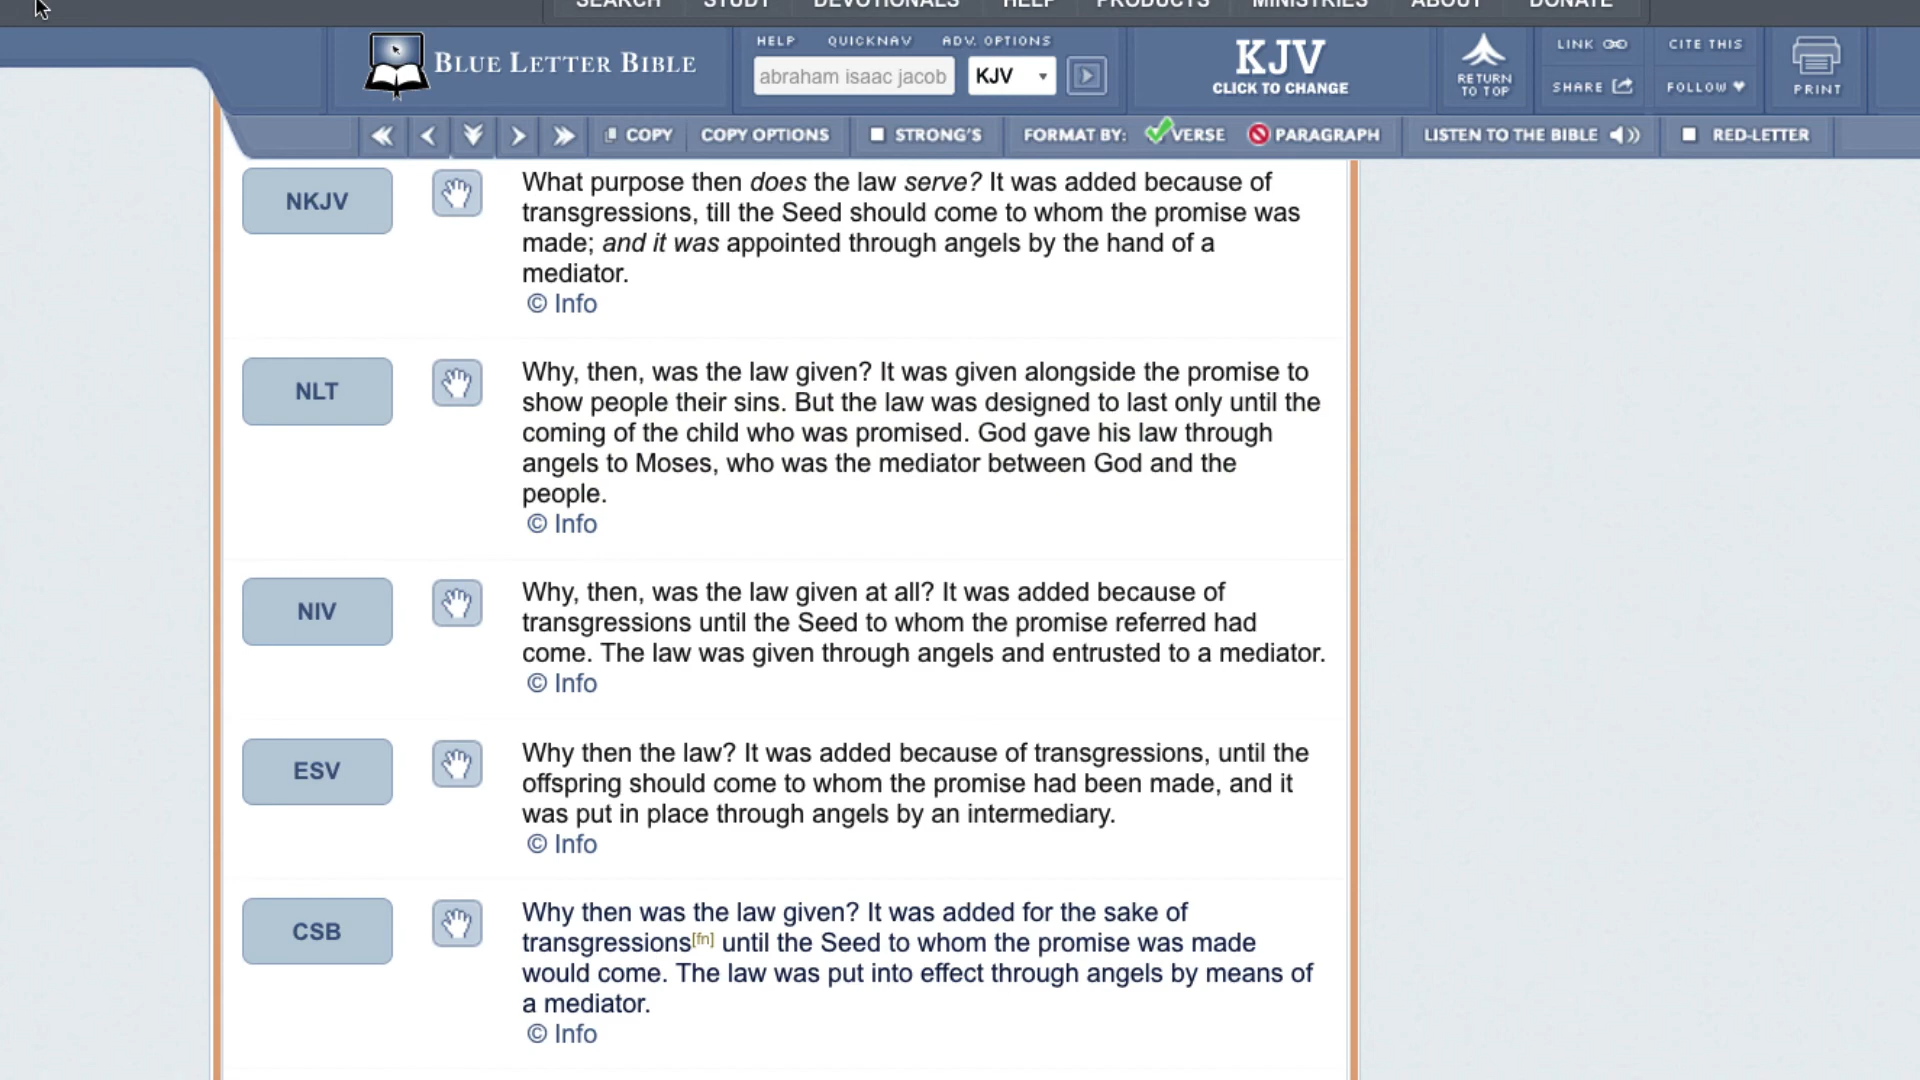 SEARCH STUDY DEVOTIONALS HELP PRODUCTS MINISTRIES ABOUT DONATE
BLUE LETTER BIBLE
HELP QUICKNAV ADV. OPTIONS
abraham isaac jacob KJV
KJV
CLICK TO CHANGE
RETURN
TO TOP
LINK
SHARE
CITE THIS
FOLLOW
PRINT
COPY COPY OPTIONS STRONG'S FORMAT BY: VERSE PARAGRAPH LISTEN TO THE BIBLE RED-LETTER
NKJV
What purpose then does the law serve? It was added because of
transgressions, till the Seed should come to whom the promise was
made; and it was appointed through angels by the hand of a
mediator.
© Info
NLT
Why, then, was the law given? It was given alongside the promise to
show people their sins. But the law was designed to last only until the
coming of the child who was promised. God gave his law through
angels to Moses, who was the mediator between God and the
people.
© Info
NIV
Why, then, was the law given at all? It was added because of
transgressions until the Seed to whom the promise referred had
come. The law was given through angels and entrusted to a mediator.
© Info
ESV
Why then the law? It was added because of transgressions, until the
offspring should come to whom the promise had been made, and it
was put in place through angels by an intermediary.
© Info
CSB
Why then was the law given? It was added for the sake of
transgressions[fn] until the Seed to whom the promise was made
would come. The law was put into effect through angels by means of
a mediator.
© Info